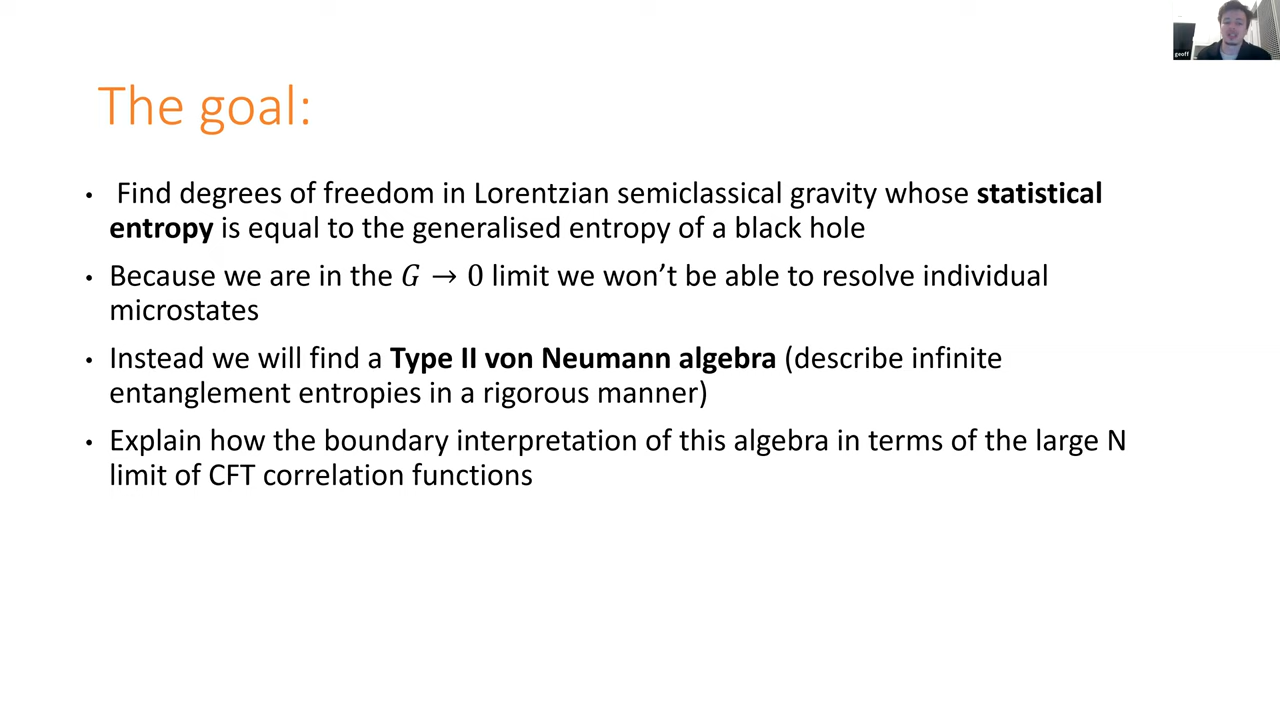 The goal:
• Find degrees of freedom in Lorentzian semiclassical gravity whose statistical
entropy is equal to the generalised entropy of a black hole
• Because we are in the G → 0 limit we won’t be able to resolve individual
microstates
• Instead we will find a Type II von Neumann algebra (describe infinite
entanglement entropies in a rigorous manner)
• Explain how the boundary interpretation of this algebra in terms of the large N
limit of CFT correlation functions
geoff